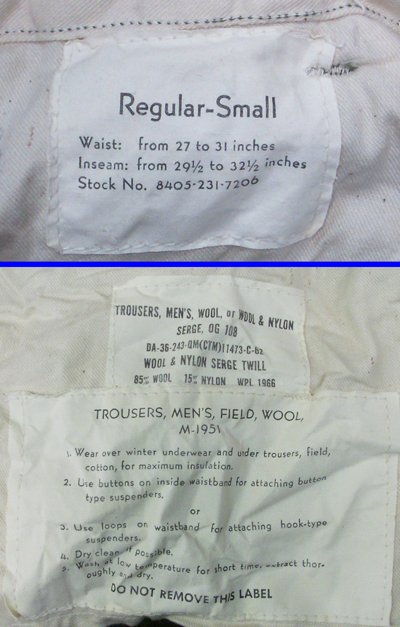 Regular-Small
Waist: from 27 to 31 inches
Inseam: from 29½ to 32½ inches
Stock No. 8405-231-7206
TROUSERS, MEN'S, WOOL, or WOOL & NYLON
SERGE, OG 108
DA-36-243-QM(CTM)11473-C-62
WOOL & NYLON SERGE TWILL
85% WOOL 15% NYLON WPL 1966
TROUSERS, MEN'S, FIELD, WOOL,
M-1951
1. Wear over winter underwear and under trousers, field,
cotton, for maximum insulation.
2. Use buttons on inside waistband for attaching button
type suspenders.
or
3. Use loops on waistband for attaching hook-type
suspenders.
4. Dry clean if possible.
5. Wash at low temperature for short time, extract thor-
oughly and dry.
DO NOT REMOVE THIS LABEL